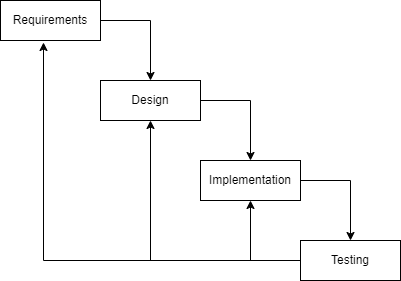 Requirements
Design
Implementation
Testing